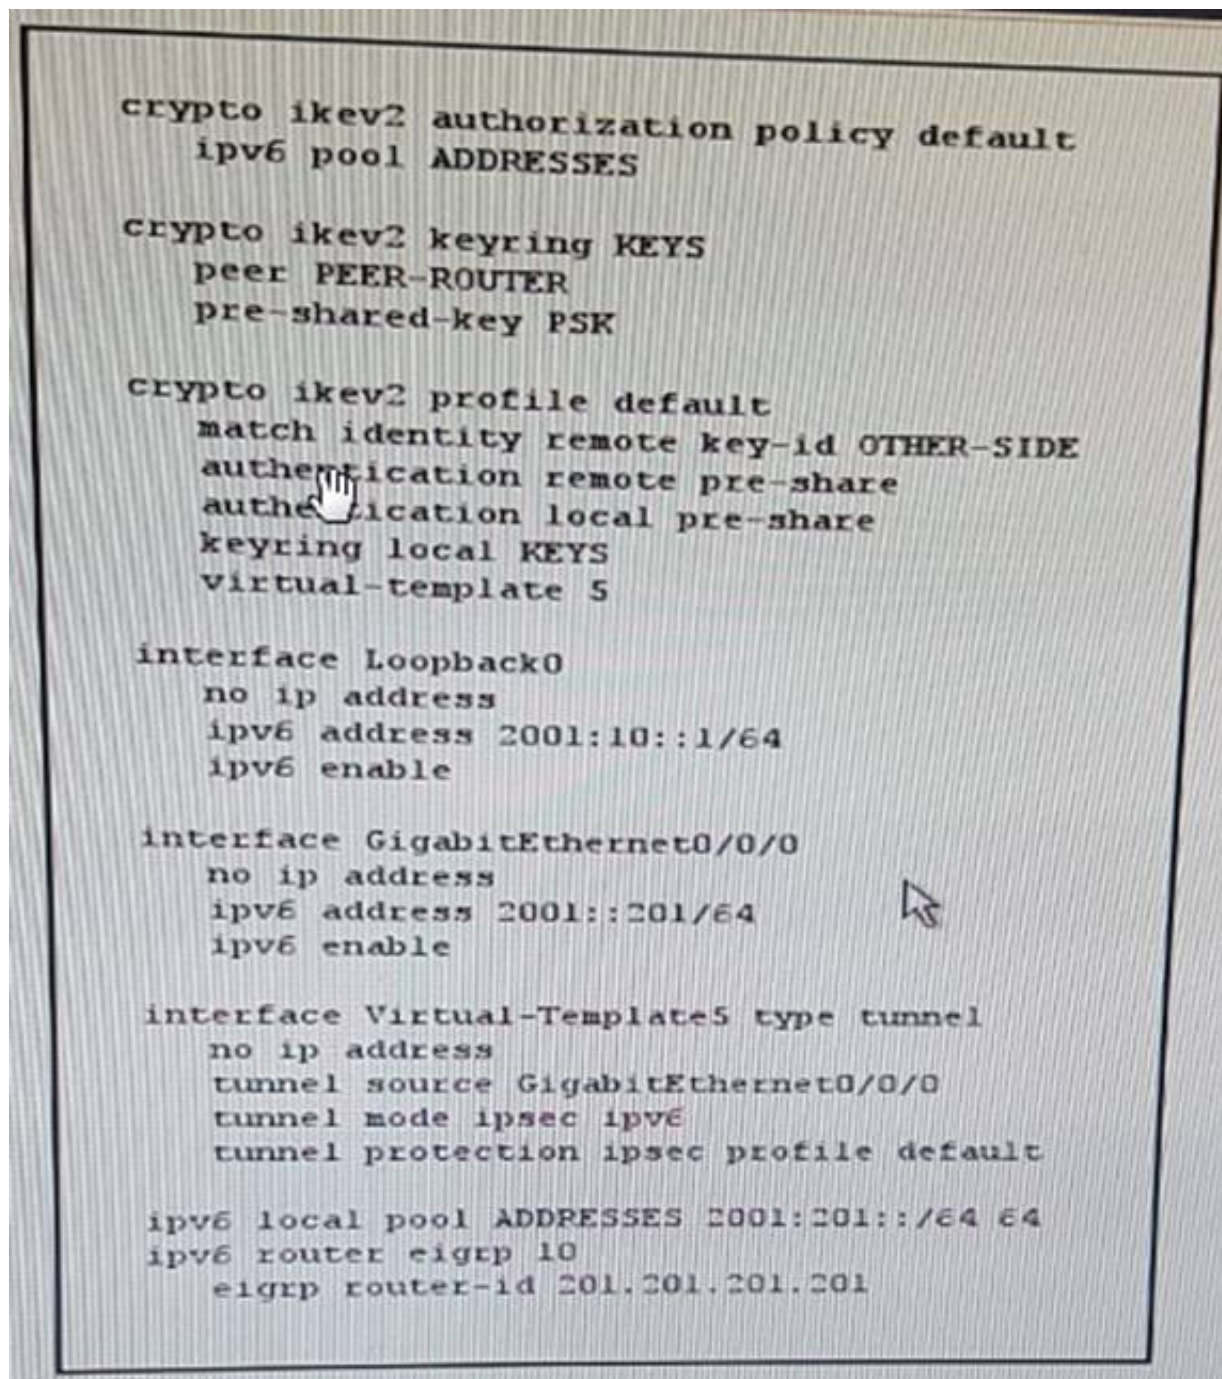 crypto ikev2 authorization policy default
ipv6 pool ADDRESSES
crypto ikev2 keyring KEYS
peer PEER-ROUTER
pre-shared-key PSK
crypto ikev2 profile default
match identity remote key-id OTHER-SIDE
authentication remote pre-share
authentication local pre-share
keyring local KEYS
virtual-template 5
interface Loopback0
no ip address
ipv6 address 2001:10::1/64
ipv6 enable
interface GigabitEthernet0/0/0
no ip address
ipv6 address 2001::201/64
ipv6 enable
interface Virtual-Template5 type tunnel
no ip address
tunnel source GigabitEthernet0/0/0
tunnel mode ipsec ipv6
tunnel protection ipsec profile default
ipv6 local pool ADDRESSES 2001:201::/64 64
ipv6 router eigrp 10
eigrp router-id 201.201.201.201